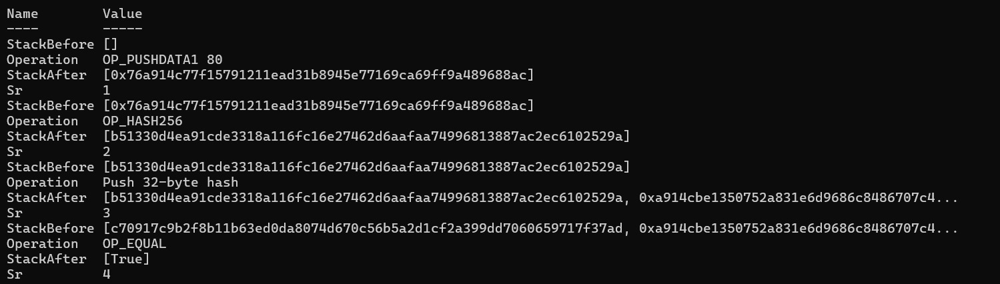 Name Value
---- -----
StackBefore []
Operation OP_PUSHDATA1 80
StackAfter [0x76a914c77f15791211ead31b8945e77169ca69ff9a489688ac]
Sr 1
StackBefore [0x76a914c77f15791211ead31b8945e77169ca69ff9a489688ac]
Operation OP_HASH256
StackAfter [b51330d4ea91cde3318a116fc16e27462d6aafaa74996813887ac2ec6102529a]
Sr 2
StackBefore [b51330d4ea91cde3318a116fc16e27462d6aafaa74996813887ac2ec6102529a]
Operation Push 32-byte hash
StackAfter [b51330d4ea91cde3318a116fc16e27462d6aafaa74996813887ac2ec6102529a, 0xa914cbe1350752a831e6d9686c8486707c4...
Sr 3
StackBefore [c70917c9b2f8b11b63ed0da8074d670c56b5a2d1cf2a399dd7060659717f37ad, 0xa914cbe1350752a831e6d9686c8486707c4...
Operation OP_EQUAL
StackAfter [True]
Sr 4